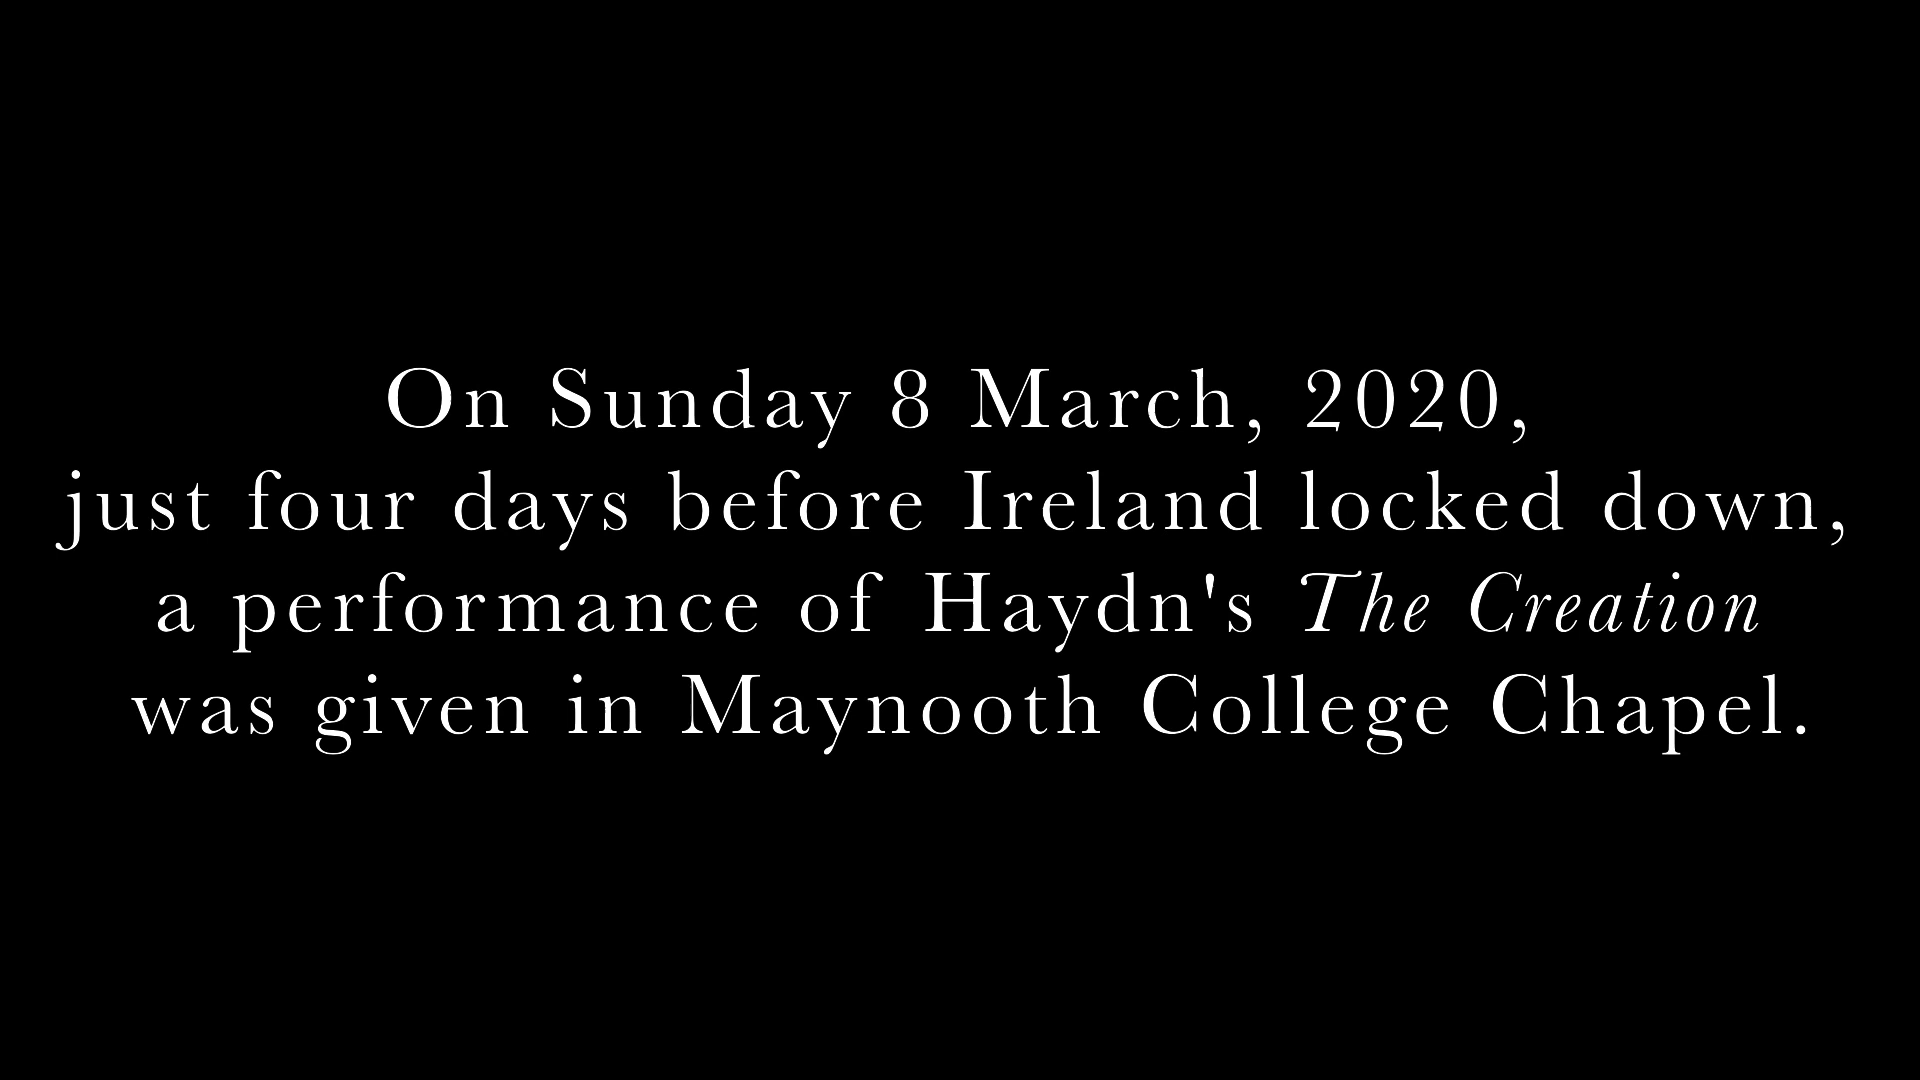 On Sunday 8 March, 2020,
just four days before Ireland locked down,
a performance of Haydn's The Creation
was given in Maynooth College Chapel.